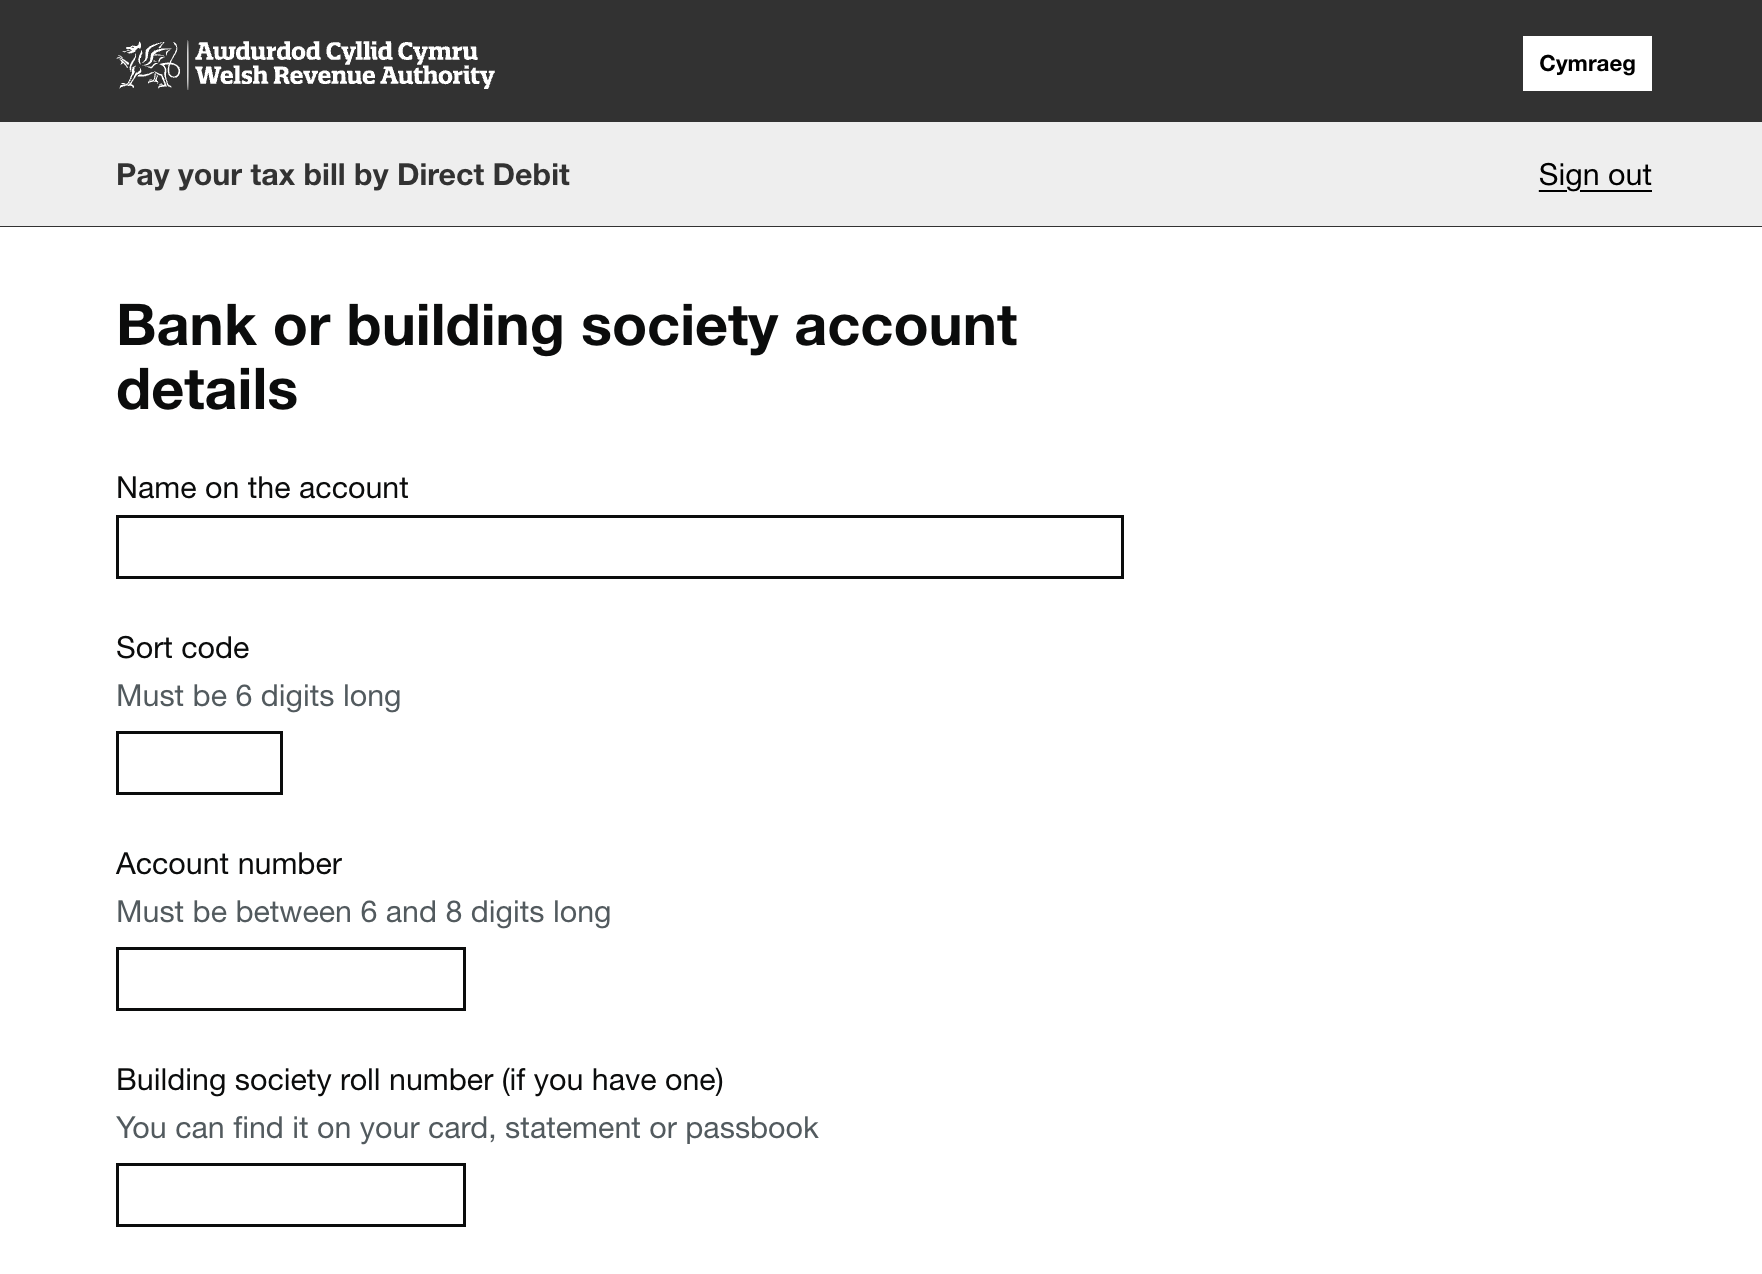 Awdurdod Cyllid Cymru
Welsh Revenue Authority
Cymraeg
Pay your tax bill by Direct Debit
Sign out
Bank or building society account
details
Name on the account
Sort code
Must be 6 digits long
Account number
Must be between 6 and 8 digits long
Building society roll number (if you have one)
You can find it on your card, statement or passbook